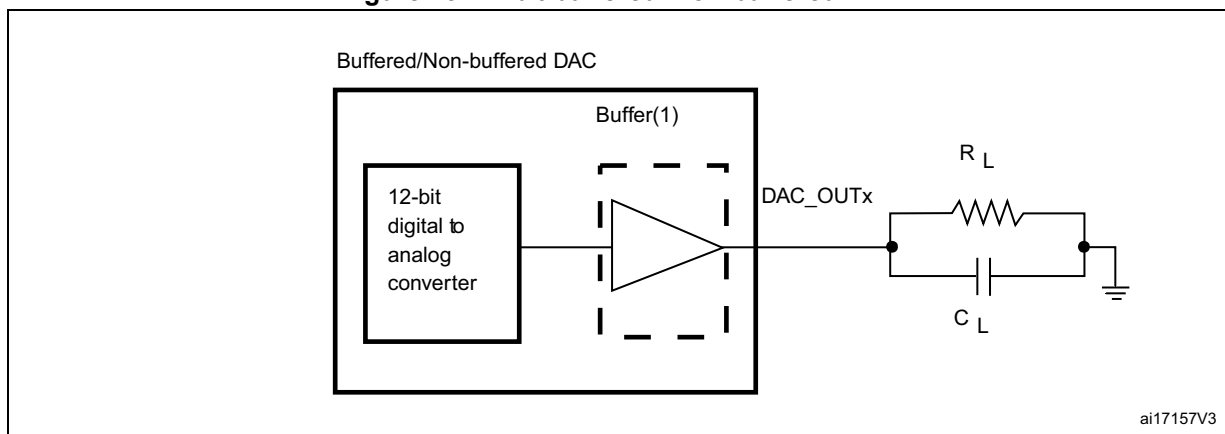 Buffered/Non-buffered DAC
Buffer(1)
12-bit
digital to
analog
converter
DAC_OUTx
R L
C L
ai17157V3